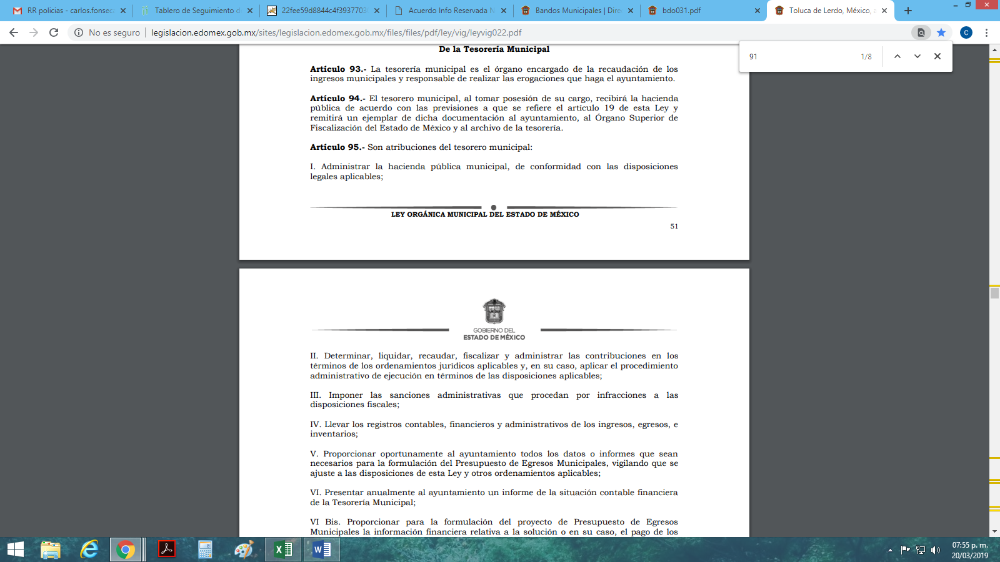 RR policias - carlos.fonsec
Tablero de Seguimiento d
22fee59d8844c4f3937703
Acuerdo Info Reservada N
Bandos Municipales | Dire
bdo031.pdf
Toluca de Lerdo, México, a
No es seguro
legislacion.edomex.gob.mx/sites/legislacion.edomex.gob.mx/files/files/pdf/ley/vig/leyvig022.pdf
C
91
1/8
De la Tesorería Municipal
Artículo 93.- La tesorería municipal es el órgano encargado de la recaudación de los
ingresos municipales y responsable de realizar las erogaciones que haga el ayuntamiento.
Artículo 94.- El tesorero municipal, al tomar posesión de su cargo, recibirá la hacienda
pública de acuerdo con las previsiones a que se refiere el artículo 19 de esta Ley y
remitirá un ejemplar de dicha documentación al ayuntamiento, al Órgano Superior de
Fiscalización del Estado de México y al archivo de la tesorería.
Artículo 95.- Son atribuciones del tesorero municipal:
I. Administrar la hacienda pública municipal, de conformidad con las disposiciones
legales aplicables;
LEY ORGÁNICA MUNICIPAL DEL ESTADO DE MÉXICO
51
GOBIERNO DEL
ESTADO DE MÉXICO
II. Determinar, liquidar, recaudar, fiscalizar y administrar las contribuciones en los
términos de los ordenamientos jurídicos aplicables y, en su caso, aplicar el procedimiento
administrativo de ejecución en términos de las disposiciones aplicables;
III. Imponer las sanciones administrativas que procedan por infracciones a las
disposiciones fiscales;
IV. Llevar los registros contables, financieros y administrativos de los ingresos, egresos, e
inventarios;
V. Proporcionar oportunamente al ayuntamiento todos los datos o informes que sean
necesarios para la formulación del Presupuesto de Egresos Municipales, vigilando que se
ajuste a las disposiciones de esta Ley y otros ordenamientos aplicables;
VI. Presentar anualmente al ayuntamiento un informe de la situación contable financiera
de la Tesorería Municipal;
VI Bis. Proporcionar para la formulación del proyecto de Presupuesto de Egresos
Municipales la información financiera relativa a la solución o en su caso, el pago de los
07:55 p. m.
20/03/2019